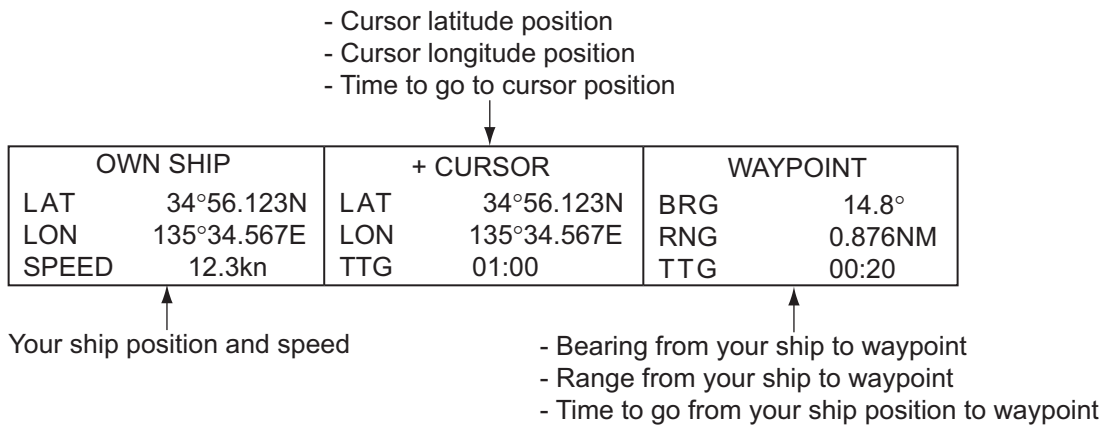 - Cursor latitude position
- Cursor longitude position
- Time to go to cursor position
OWN SHIP
LAT 34°56.123N
LON 135°34.567E
SPEED 12.3kn
+ CURSOR
LAT 34°56.123N
LON 135°34.567E
TTG 01:00
WAYPOINT
BRG 14.8°
RNG 0.876NM
TTG 00:20
Your ship position and speed
- Bearing from your ship to waypoint
- Range from your ship to waypoint
- Time to go from your ship position to waypoint